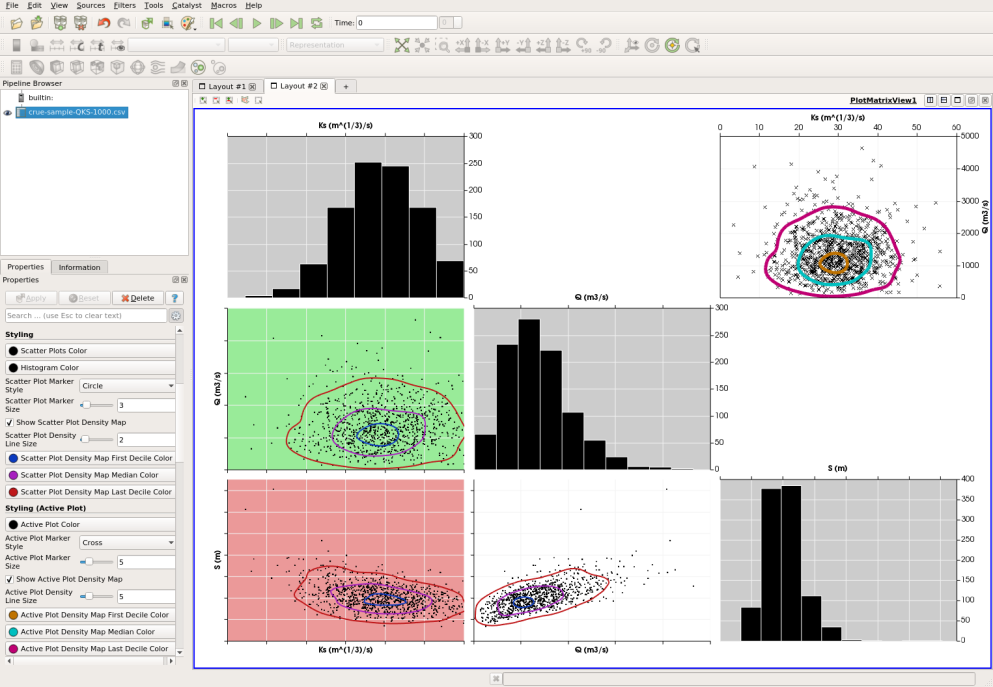 File Edit View Sources Filters Tools Catalyst Macros Help
Time: 0 0
Representation
+X -X +Y -Y +Z -Z +90 -90
Pipeline Browser
builtin:
crue-sample-QKS-1000.csv
Properties Information
Properties
Apply Reset Delete ?
Search ... (use Esc to clear text)
Styling
Scatter Plots Color
Histogram Color
Scatter Plot Marker Style
Circle
Scatter Plot Marker Size
3
Show Scatter Plot Density Map
Scatter Plot Density Line Size
2
Scatter Plot Density Map First Decile Color
Scatter Plot Density Map Median Color
Scatter Plot Density Map Last Decile Color
Styling (Active Plot)
Active Plot Color
Active Plot Marker Style
Cross
Active Plot Marker Size
5
Show Active Plot Density Map
Active Plot Density Line Size
5
Active Plot Density Map First Decile Color
Active Plot Density Map Median Color
Active Plot Density Map Last Decile Color
Layout #1 Layout #2 +
PlotMatrixView1
Ks (m^(1/3)/s)
300
250
200
150
100
50
0
Ks (m^(1/3)/s)
0 10 20 30 40 50 60
5000
4000
3000
2000
1000
0
Q (m3/s)
Q (m3/s)
Q (m3/s)
300
250
200
150
100
50
0
S (m)
S (m)
400
350
300
250
200
150
100
50
0
Ks (m^(1/3)/s)
Q (m3/s)